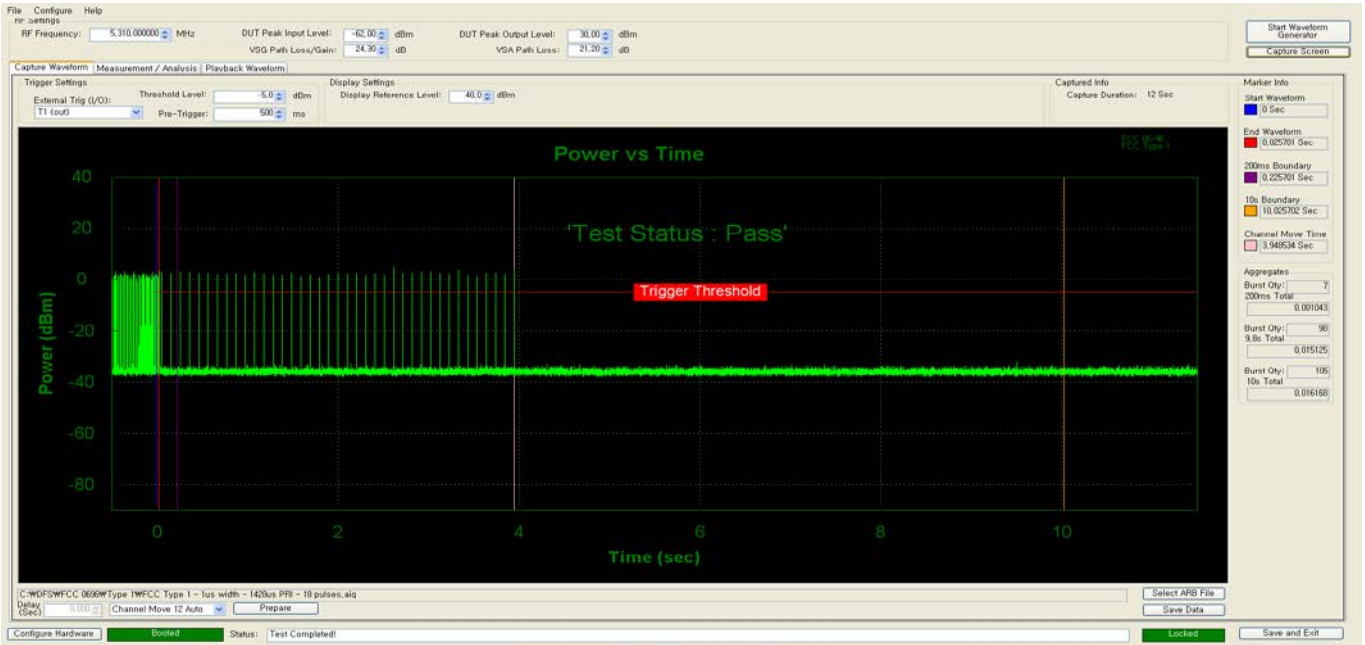 File Configure Help
RF Settings
RF Frequency: 5,310,000000 MHz DUT Peak Input Level: -62,00 dBm DUT Peak Output Level: 30,00 dBm
VSG Path Loss/Gain: 24,30 dB VSA Path Loss: 21,20 dB
Start Waveform Generator
Capture Screen
Capture Waveform Measurement / Analysis Playback Waveform
Trigger Settings
External Trig (I/O): Threshold Level: -5,0 dBm
T1 (out) Pre-Trigger: 500 ms
Display Settings
Display Reference Level: 40,0 dBm
Captured Info
Capture Duration: 12 Sec
Power vs Time
FCC 06-96
FCC Type 1
'Test Status : Pass'
Trigger Threshold
Power (dBm)
40
20
0
-20
-40
-60
-80
0 2 4 6 8 10
Time (sec)
Marker Info
Start Waveform
0 Sec
End Waveform
0,025701 Sec
200ms Boundary
0,225701 Sec
10s Boundary
10,025702 Sec
Channel Move Time
3,948534 Sec
Aggregates
Burst Qty: 7
200ms Total
0,001043
Burst Qty: 98
9,8s Total
0,015125
Burst Qty: 105
10s Total
0,016168
C:₩DFS₩FCC 0696₩Type 1₩FCC Type 1 - 1us width - 1428us PRI - 18 pulses,aiq
Select ARB File
Delay (Sec) 0,000 Channel Move 12 Auto Prepare
Save Data
Configure Hardware Booted Status: Test Completed! Locked Save and Exit